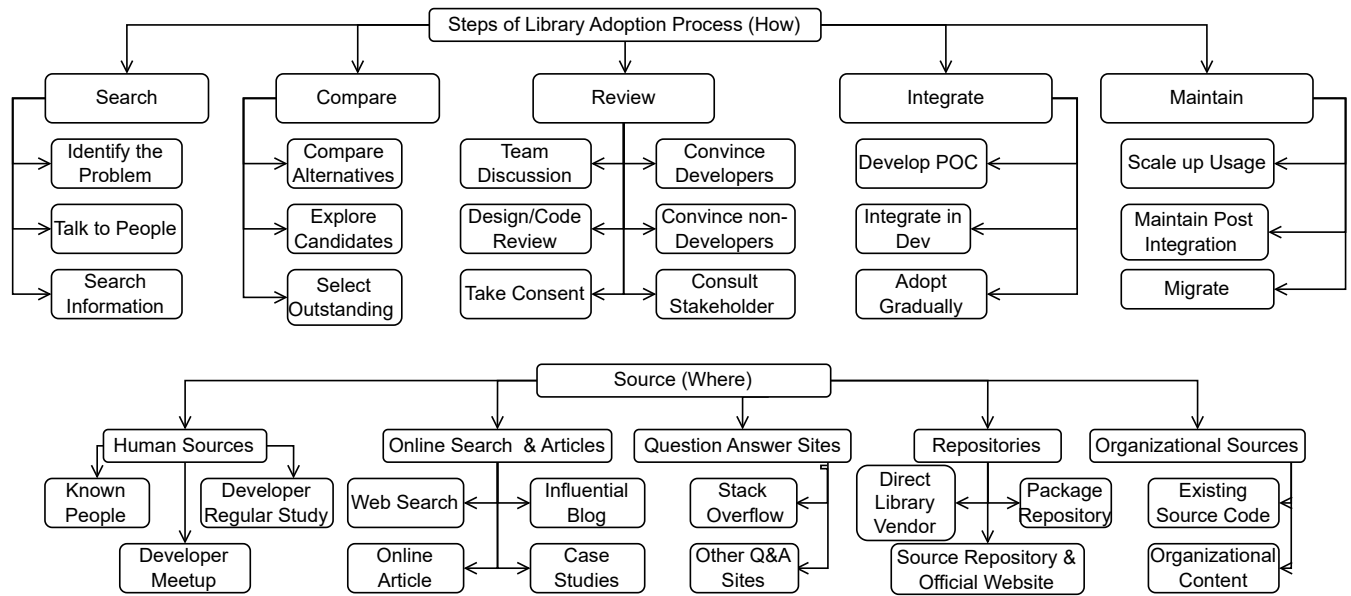 Steps of Library Adoption Process (How)
Search
Compare
Review
Integrate
Maintain
Identify the
Problem
Talk to People
Search
Information
Compare
Alternatives
Explore
Candidates
Select
Outstanding
Team
Discussion
Convince
Developers
Design/Code
Review
Convince non-
Developers
Take Consent
Consult
Stakeholder
Develop POC
Integrate in
Dev
Adopt
Gradually
Scale up Usage
Maintain Post
Integration
Migrate
Source (Where)
Human Sources
Online Search & Articles
Question Answer Sites
Repositories
Organizational Sources
Known
People
Developer
Regular Study
Developer
Meetup
Web Search
Influential
Blog
Online
Article
Case
Studies
Stack
Overflow
Other Q&A
Sites
Direct
Library
Vendor
Package
Repository
Source Repository &
Official Website
Existing
Source Code
Organizational
Content